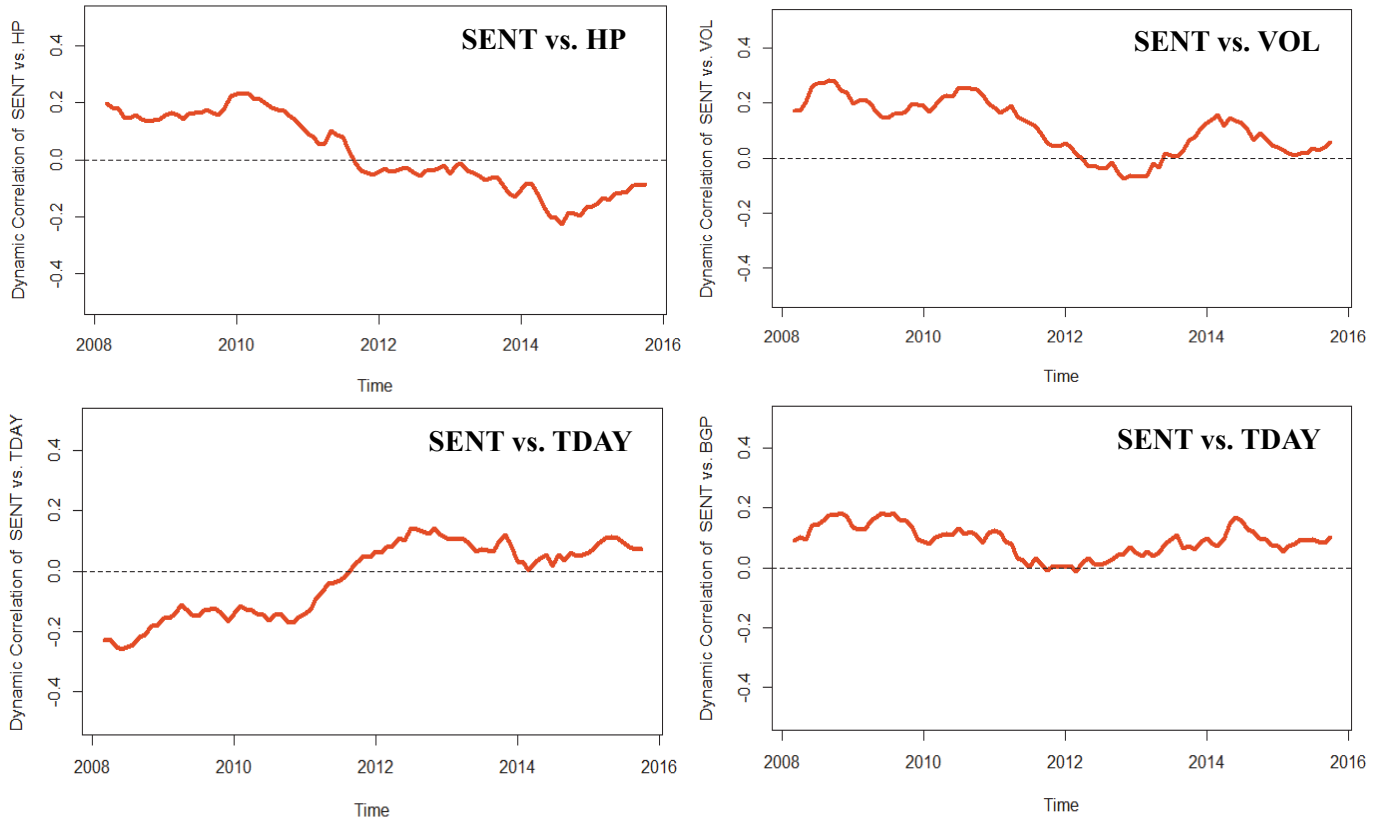 SENT vs. HP
Dynamic Correlation of SENT vs. HP
0.4
0.2
0.0
-0.2
-0.4
2008 2010 2012 2014 2016
Time
SENT vs. VOL
Dynamic Correlation of SENT vs. VOL
0.4
0.2
0.0
-0.2
-0.4
2008 2010 2012 2014 2016
Time
SENT vs. TDAY
Dynamic Correlation of SENT vs. TDAY
0.4
0.2
0.0
-0.2
-0.4
2008 2010 2012 2014 2016
Time
SENT vs. TDAY
Dynamic Correlation of SENT vs. BGP
0.4
0.2
0.0
-0.2
-0.4
2008 2010 2012 2014 2016
Time